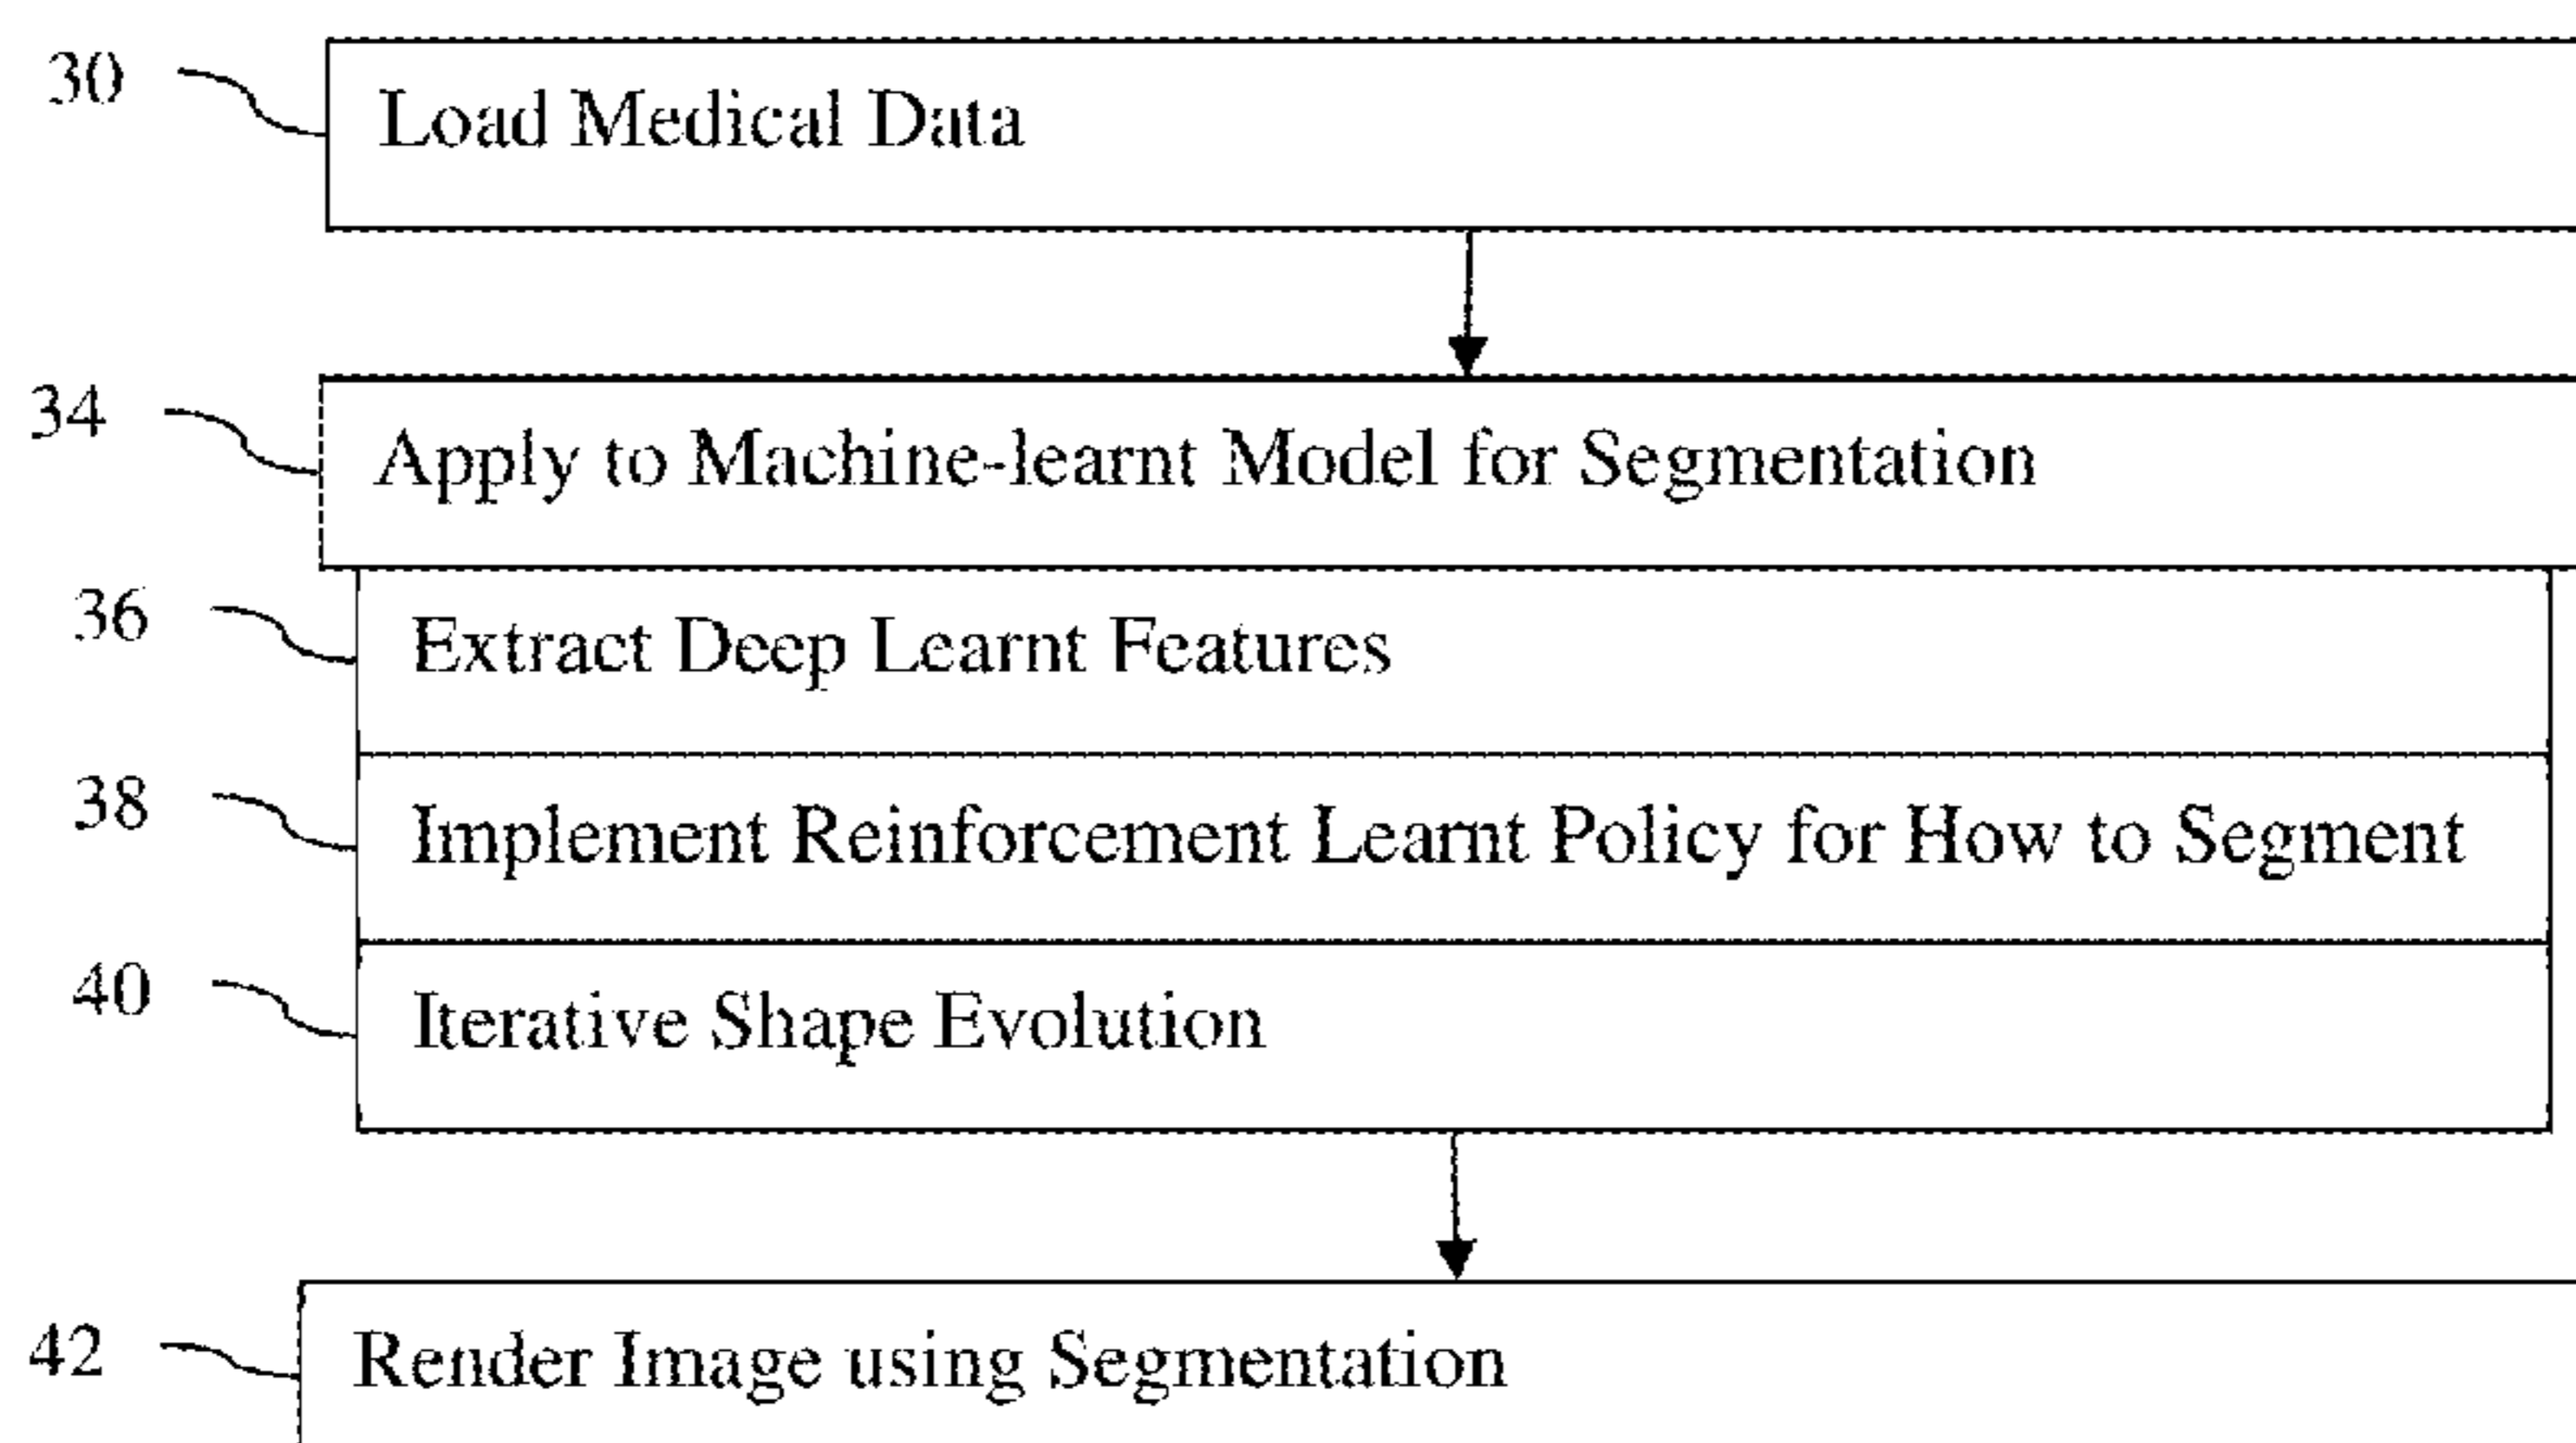 30 Load Medical Data
34 Apply to Machine-learnt Model for Segmentation
36 Extract Deep Learnt Features
38 Implement Reinforcement Learnt Policy for How to Segment
40 Iterative Shape Evolution
42 Render Image using Segmentation